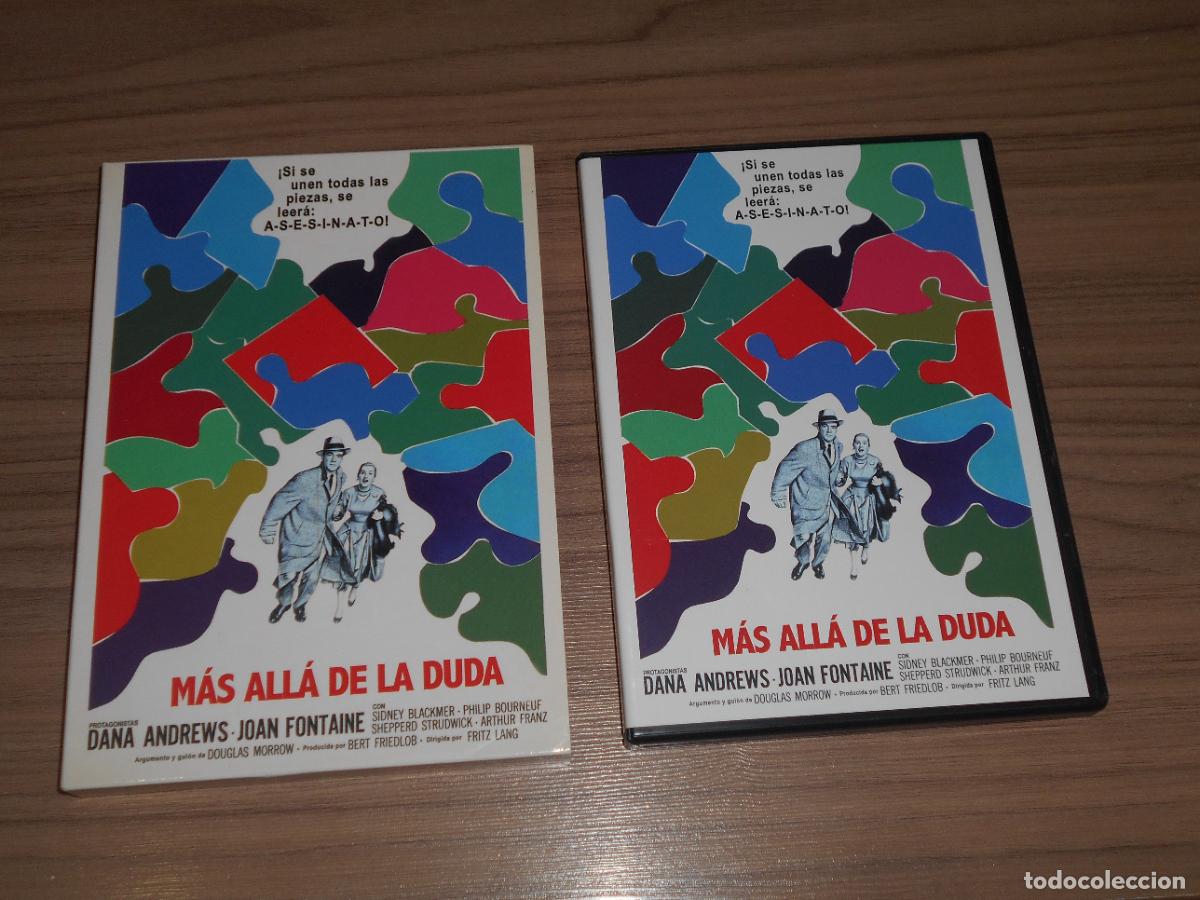 ¡Si se
unen todas las
piezas, se
leerá:
A-S-E-S-I-N-A-T-O!
MÁS ALLÁ DE LA DUDA
PROTAGONISTAS
DANA ANDREWS · JOAN FONTAINE
CON
SIDNEY BLACKMER · PHILIP BOURNEUF
SHEPPERD STRUDWICK · ARTHUR FRANZ
Argumento y guión de DOUGLAS MORROW · Producida por BERT FRIEDLOB · Dirigida por FRITZ LANG
¡Si se
unen todas las
piezas, se
leerá:
A-S-E-S-I-N-A-T-O!
MÁS ALLÁ DE LA DUDA
PROTAGONISTAS
DANA ANDREWS · JOAN FONTAINE
CON
SIDNEY BLACKMER · PHILIP BOURNEUF
SHEPPERD STRUDWICK · ARTHUR FRANZ
Argumento y guión de DOUGLAS MORROW · Producida por BERT FRIEDLOB · Dirigida por FRITZ LANG
todocoleccion